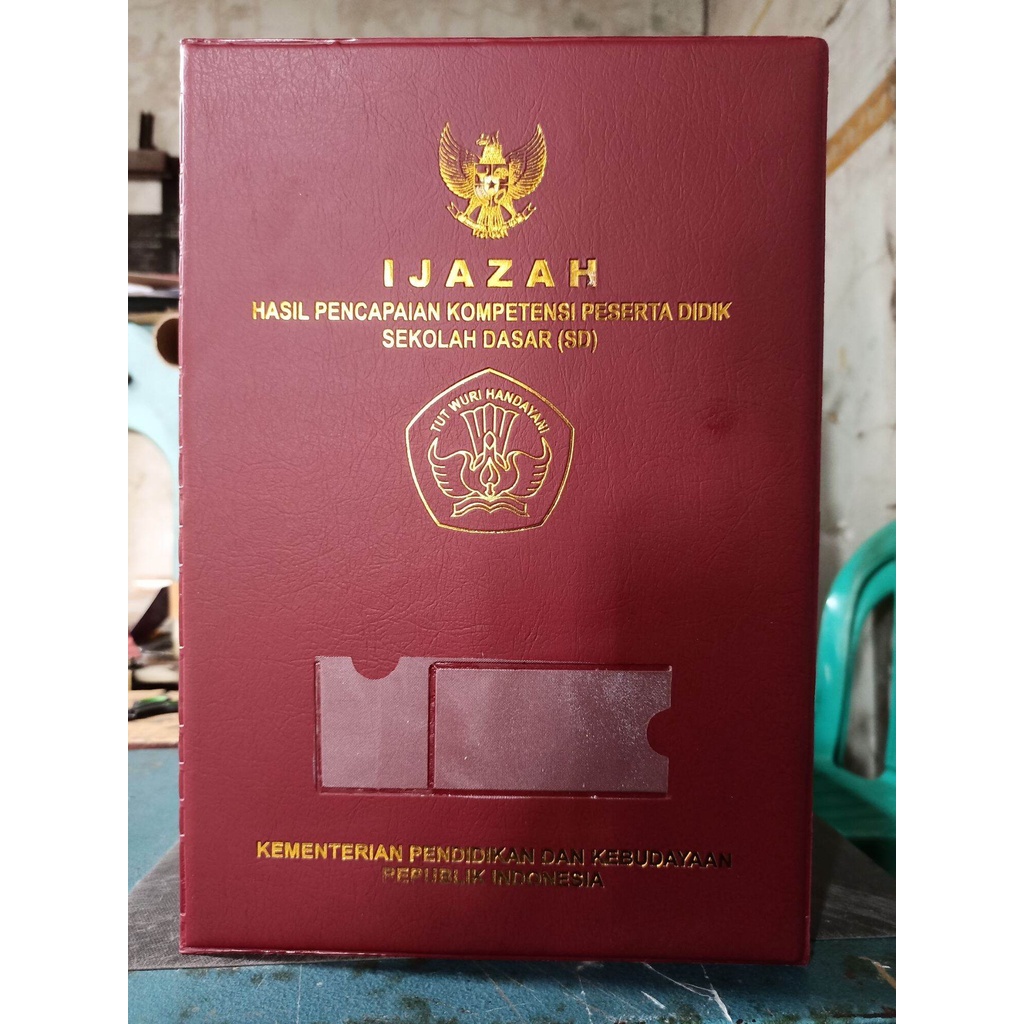 IJAZAH
HASIL PENCAPAIAN KOMPETENSI PESERTA DIDIK
SEKOLAH DASAR (SD)
TUT WURI HANDAYANI
KEMENTERIAN PENDIDIKAN DAN KEBUDAYAAN
REPUBLIK INDONESIA